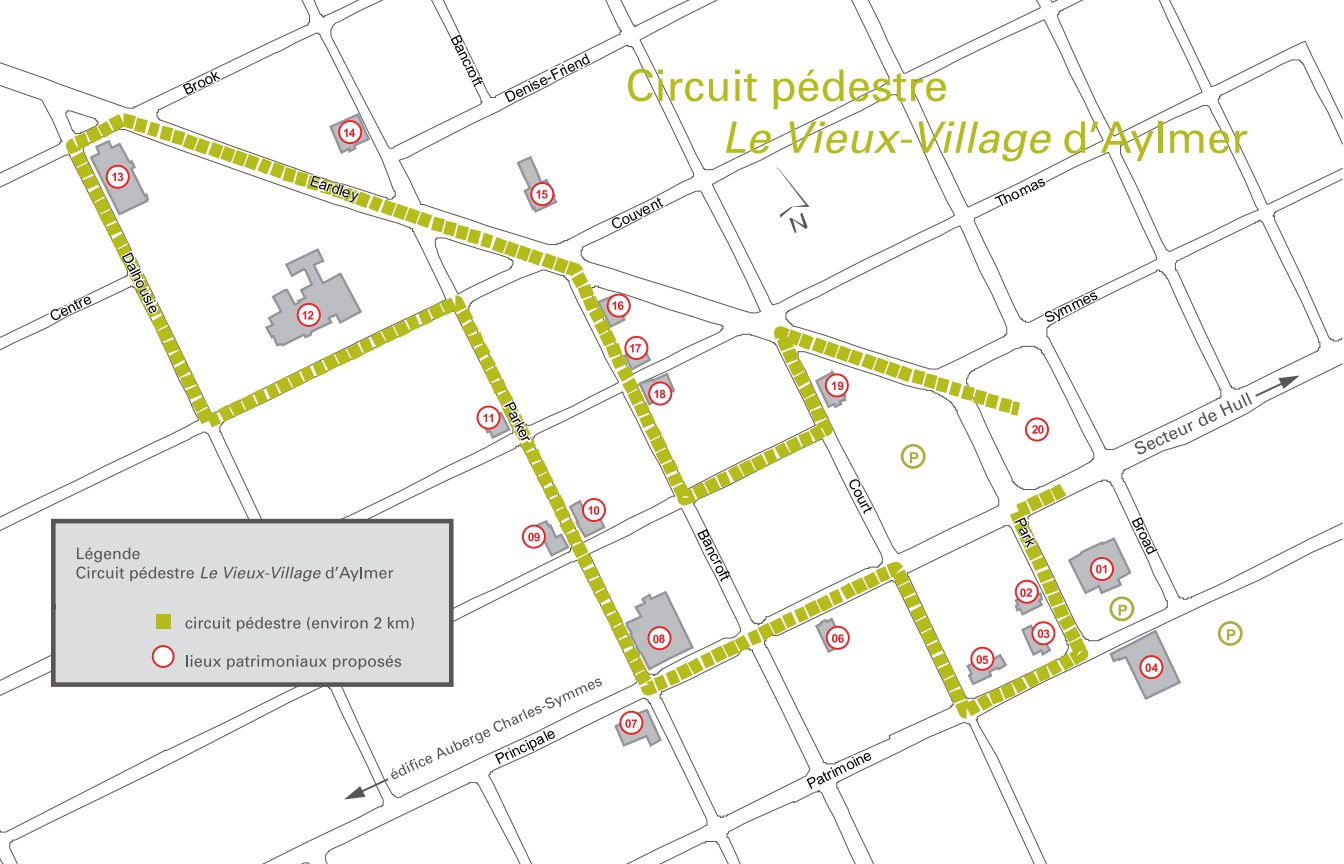 Circuit pédestre
Le Vieux-Village d'Aylmer
Brook
Bancroft
Denise-Friend
14
13
Eardley
15
Couvent
Thomas
N
Dalhousie
Centre
12
16
Symmes
17
18
19
Secteur de Hull
11
Parker
20
P
Court
10
09
Bancroft
Park
Broad
01
02
P
03
P
04
05
06
08
07
Légende
Circuit pédestre Le Vieux-Village d'Aylmer
circuit pédestre (environ 2 km)
lieux patrimoniaux proposés
édifice Auberge Charles-Symmes
Principale
Patrimoine